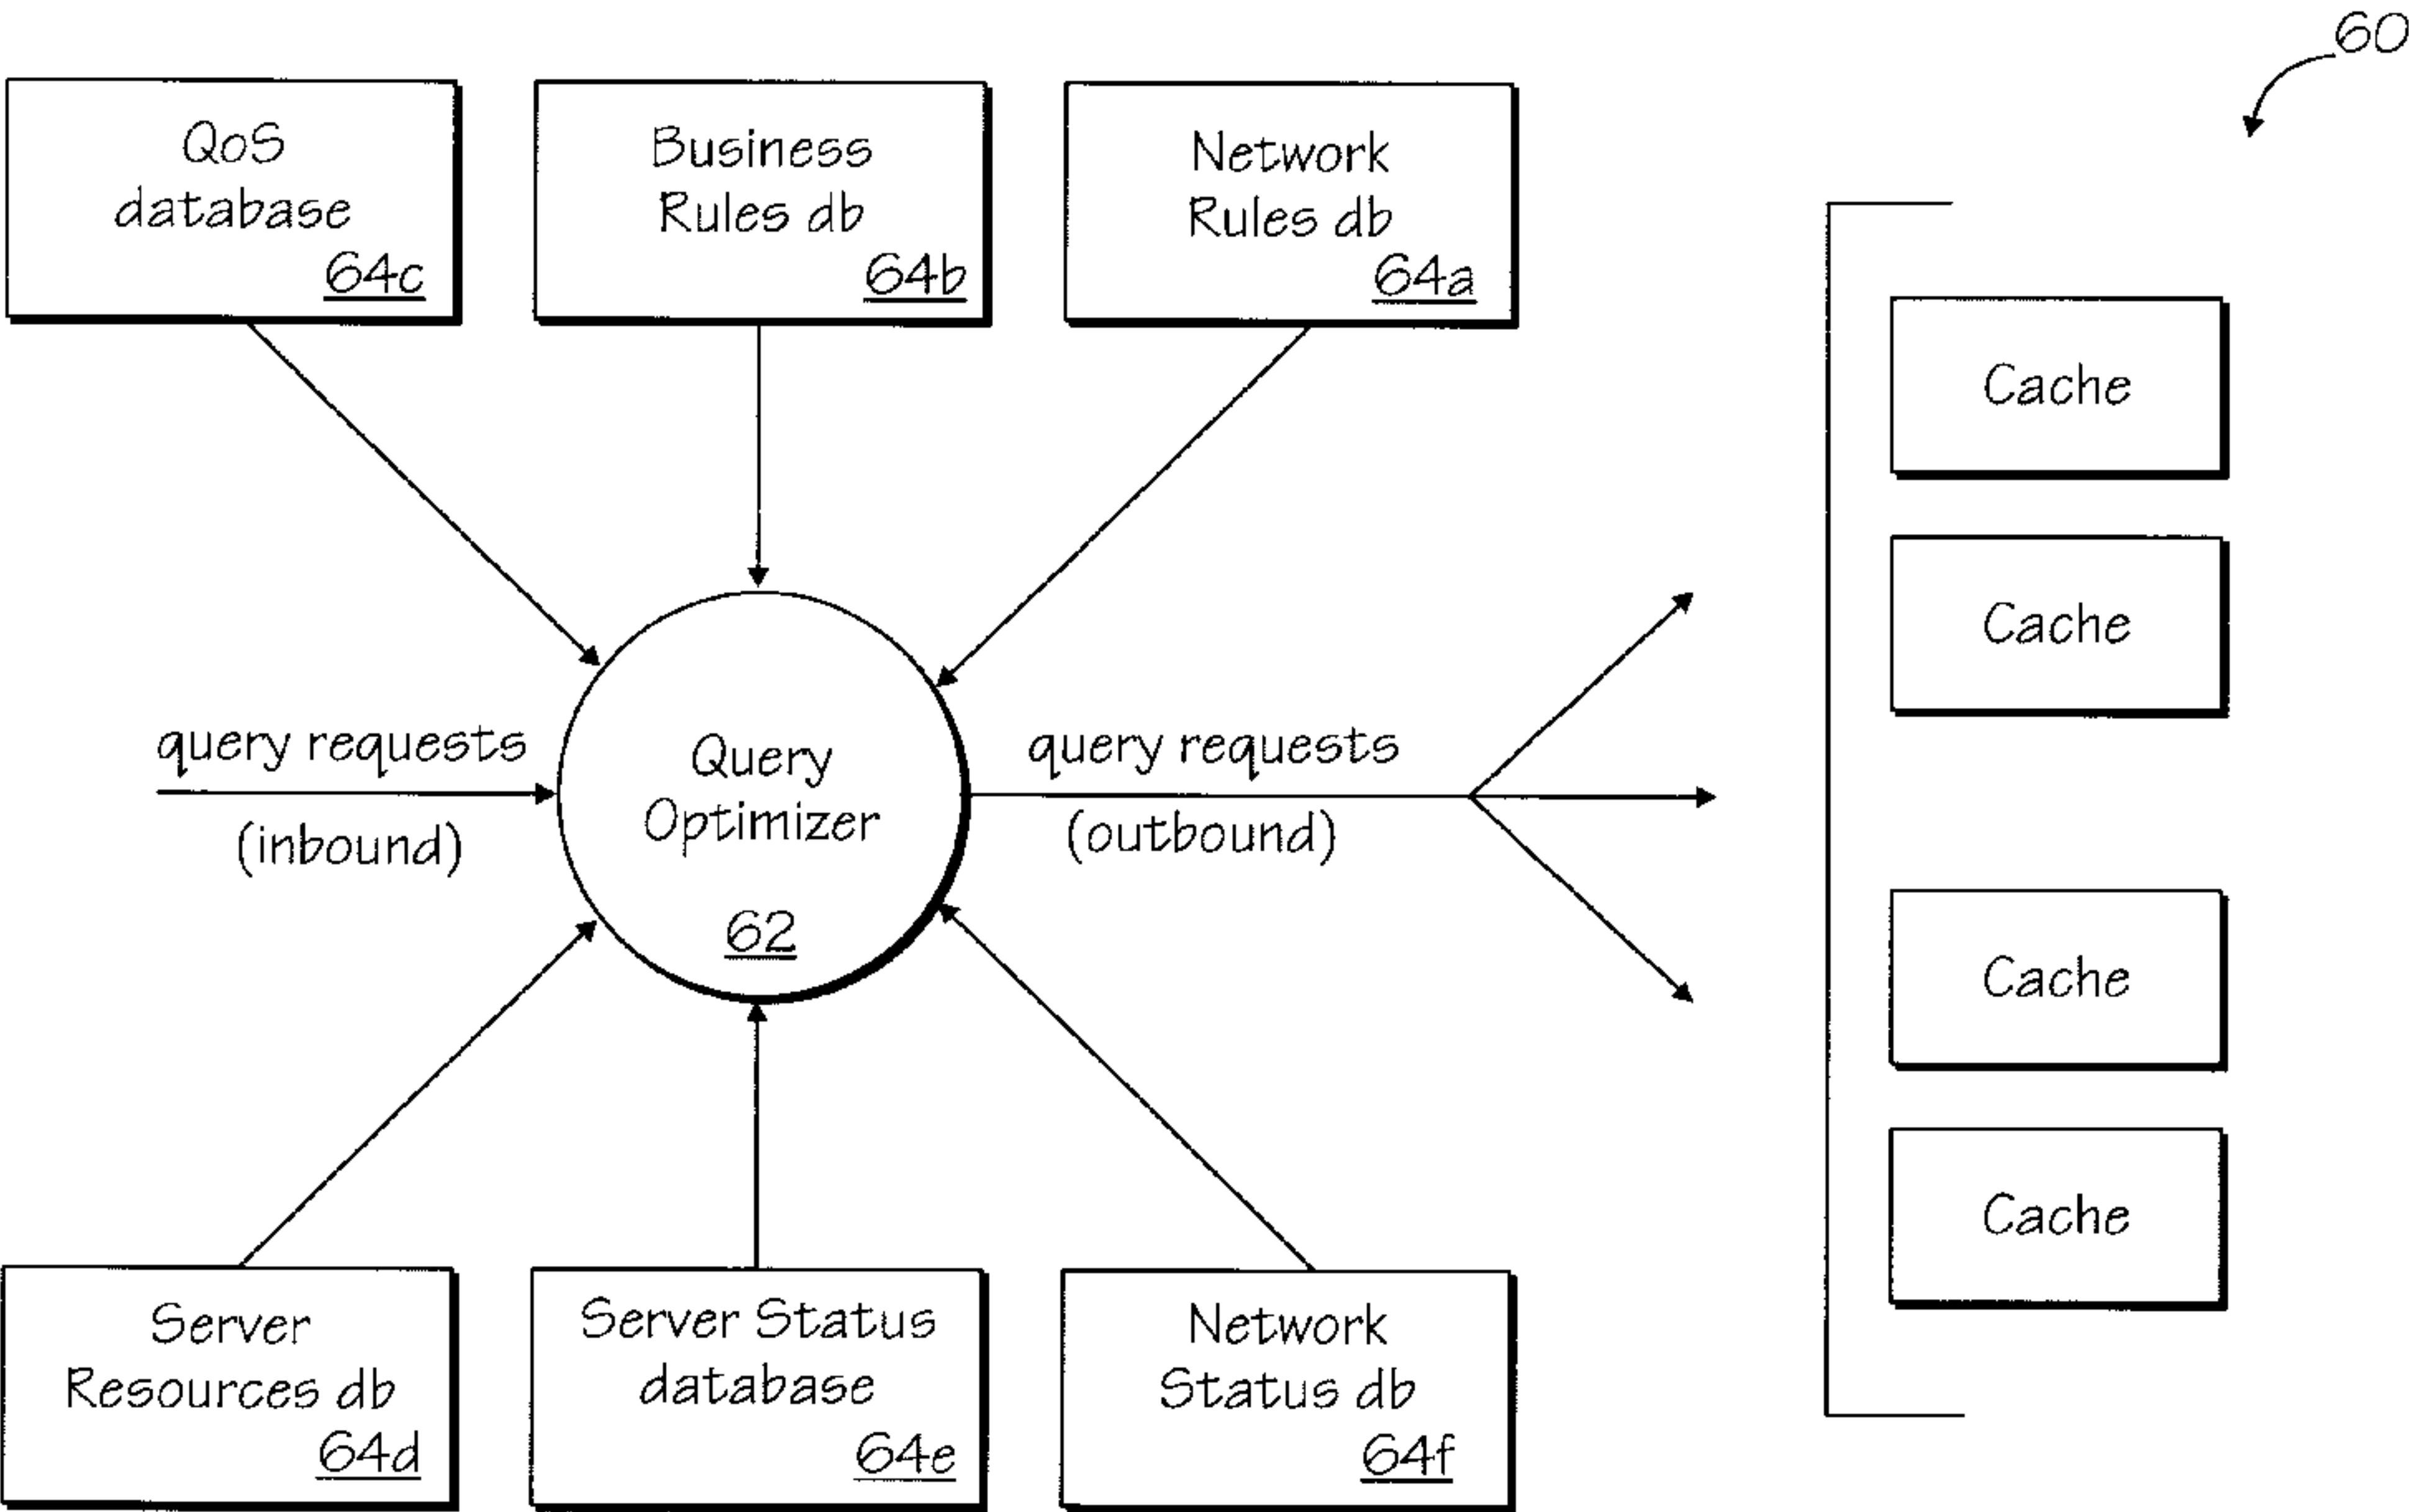 60
QoS
database
64c
Business
Rules db
64b
Network
Rules db
64a
Cache
Cache
query requests
(inbound)
Query
Optimizer
62
query requests
(outbound)
Cache
Cache
Server
Resources db
64d
Server Status
database
64e
Network
Status db
64f